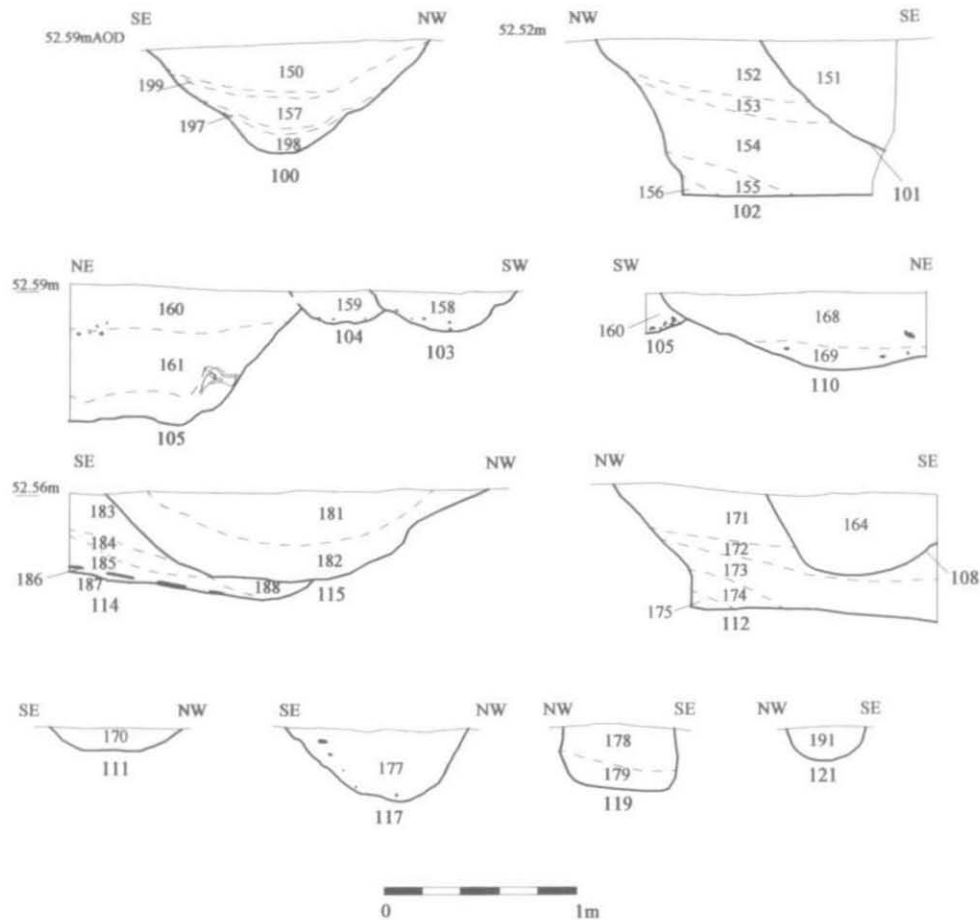 SE NW NW SE
52.59mAOD 52.52m
150 152 151
199 153
157
197 154
198
100 155
156 101
102
NE SW SW NE
52.59m
160 159 158 160 168
104 103 105
161 169
110
105
SE NW NW SE
52.56m
183 181 171 164
184 182 172
185 173 108
186 187 188 174
114 115 175 112
SE NW SE NW NW SE NW SE
170 178 191
111 177 179 121
117 119
0 1m